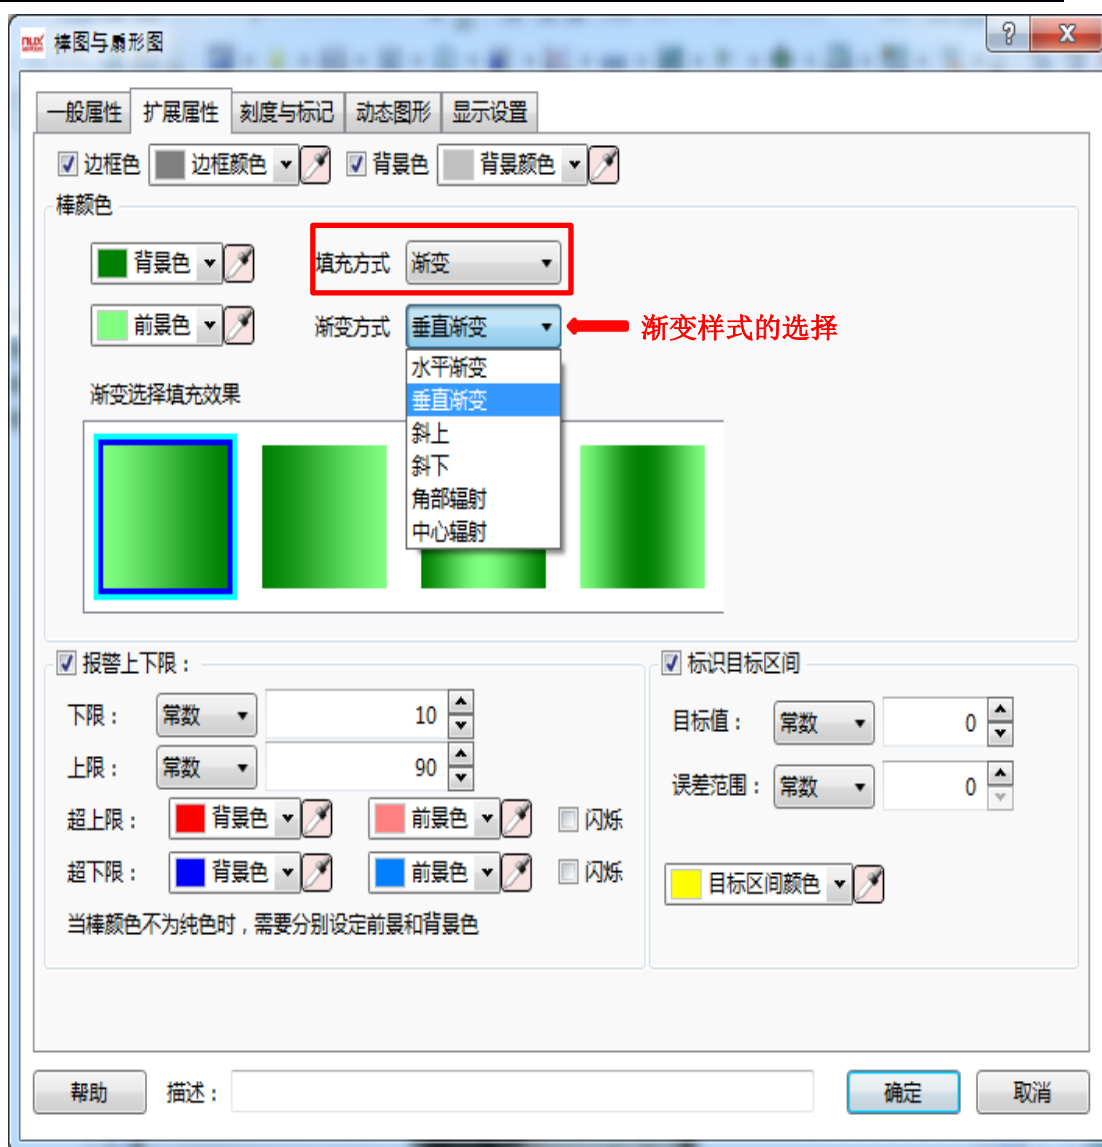 棒图与扇形图
一般属性 扩展属性 刻度与标记 动态图形 显示设置
边框色 边框颜色 背景色 背景颜色
棒颜色
背景色 填充方式 渐变
前景色 渐变方式 垂直渐变 渐变样式的选择
水平渐变
渐变选择填充效果
垂直渐变
斜上
斜下
角部辐射
中心辐射
报警上下限：
下限： 常数 10
上限： 常数 90
超上限： 背景色 前景色 闪烁
超下限： 背景色 前景色 闪烁
当棒颜色不为纯色时，需要分别设定前景和背景色
标识目标区间
目标值： 常数 0
误差范围： 常数 0
目标区间颜色
帮助 描述： 确定 取消